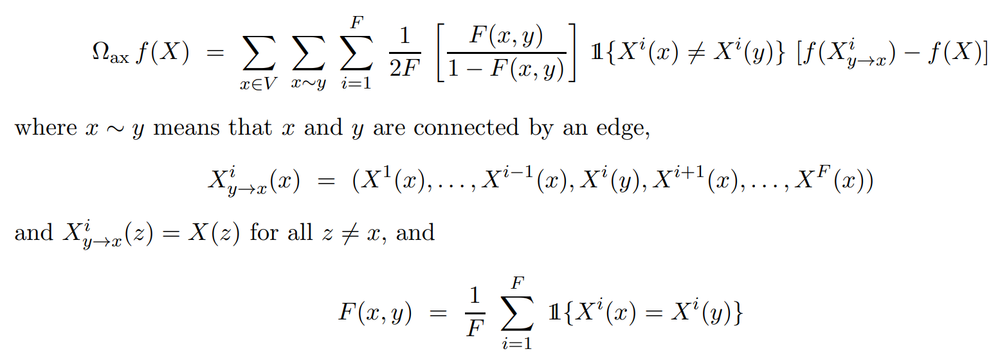 $\Omega_{\text{ax}} f(X) = \sum_{x \in V} \sum_{x \sim y} \sum_{i=1}^{F} \frac{1}{2F} \left[ \frac{F(x,y)}{1 - F(x,y)} \right] \mathbb{1}\{X^i(x) \neq X^i(y)\} \, [f(X^i_{y \to x}) - f(X)]$
where $x \sim y$ means that $x$ and $y$ are connected by an edge,
$X^i_{y \to x}(x) = (X^1(x), \ldots, X^{i-1}(x), X^i(y), X^{i+1}(x), \ldots, X^F(x))$
and $X^i_{y \to x}(z) = X(z)$ for all $z \neq x$, and
$F(x,y) = \frac{1}{F} \sum_{i=1}^{F} \mathbb{1}\{X^i(x) = X^i(y)\}$